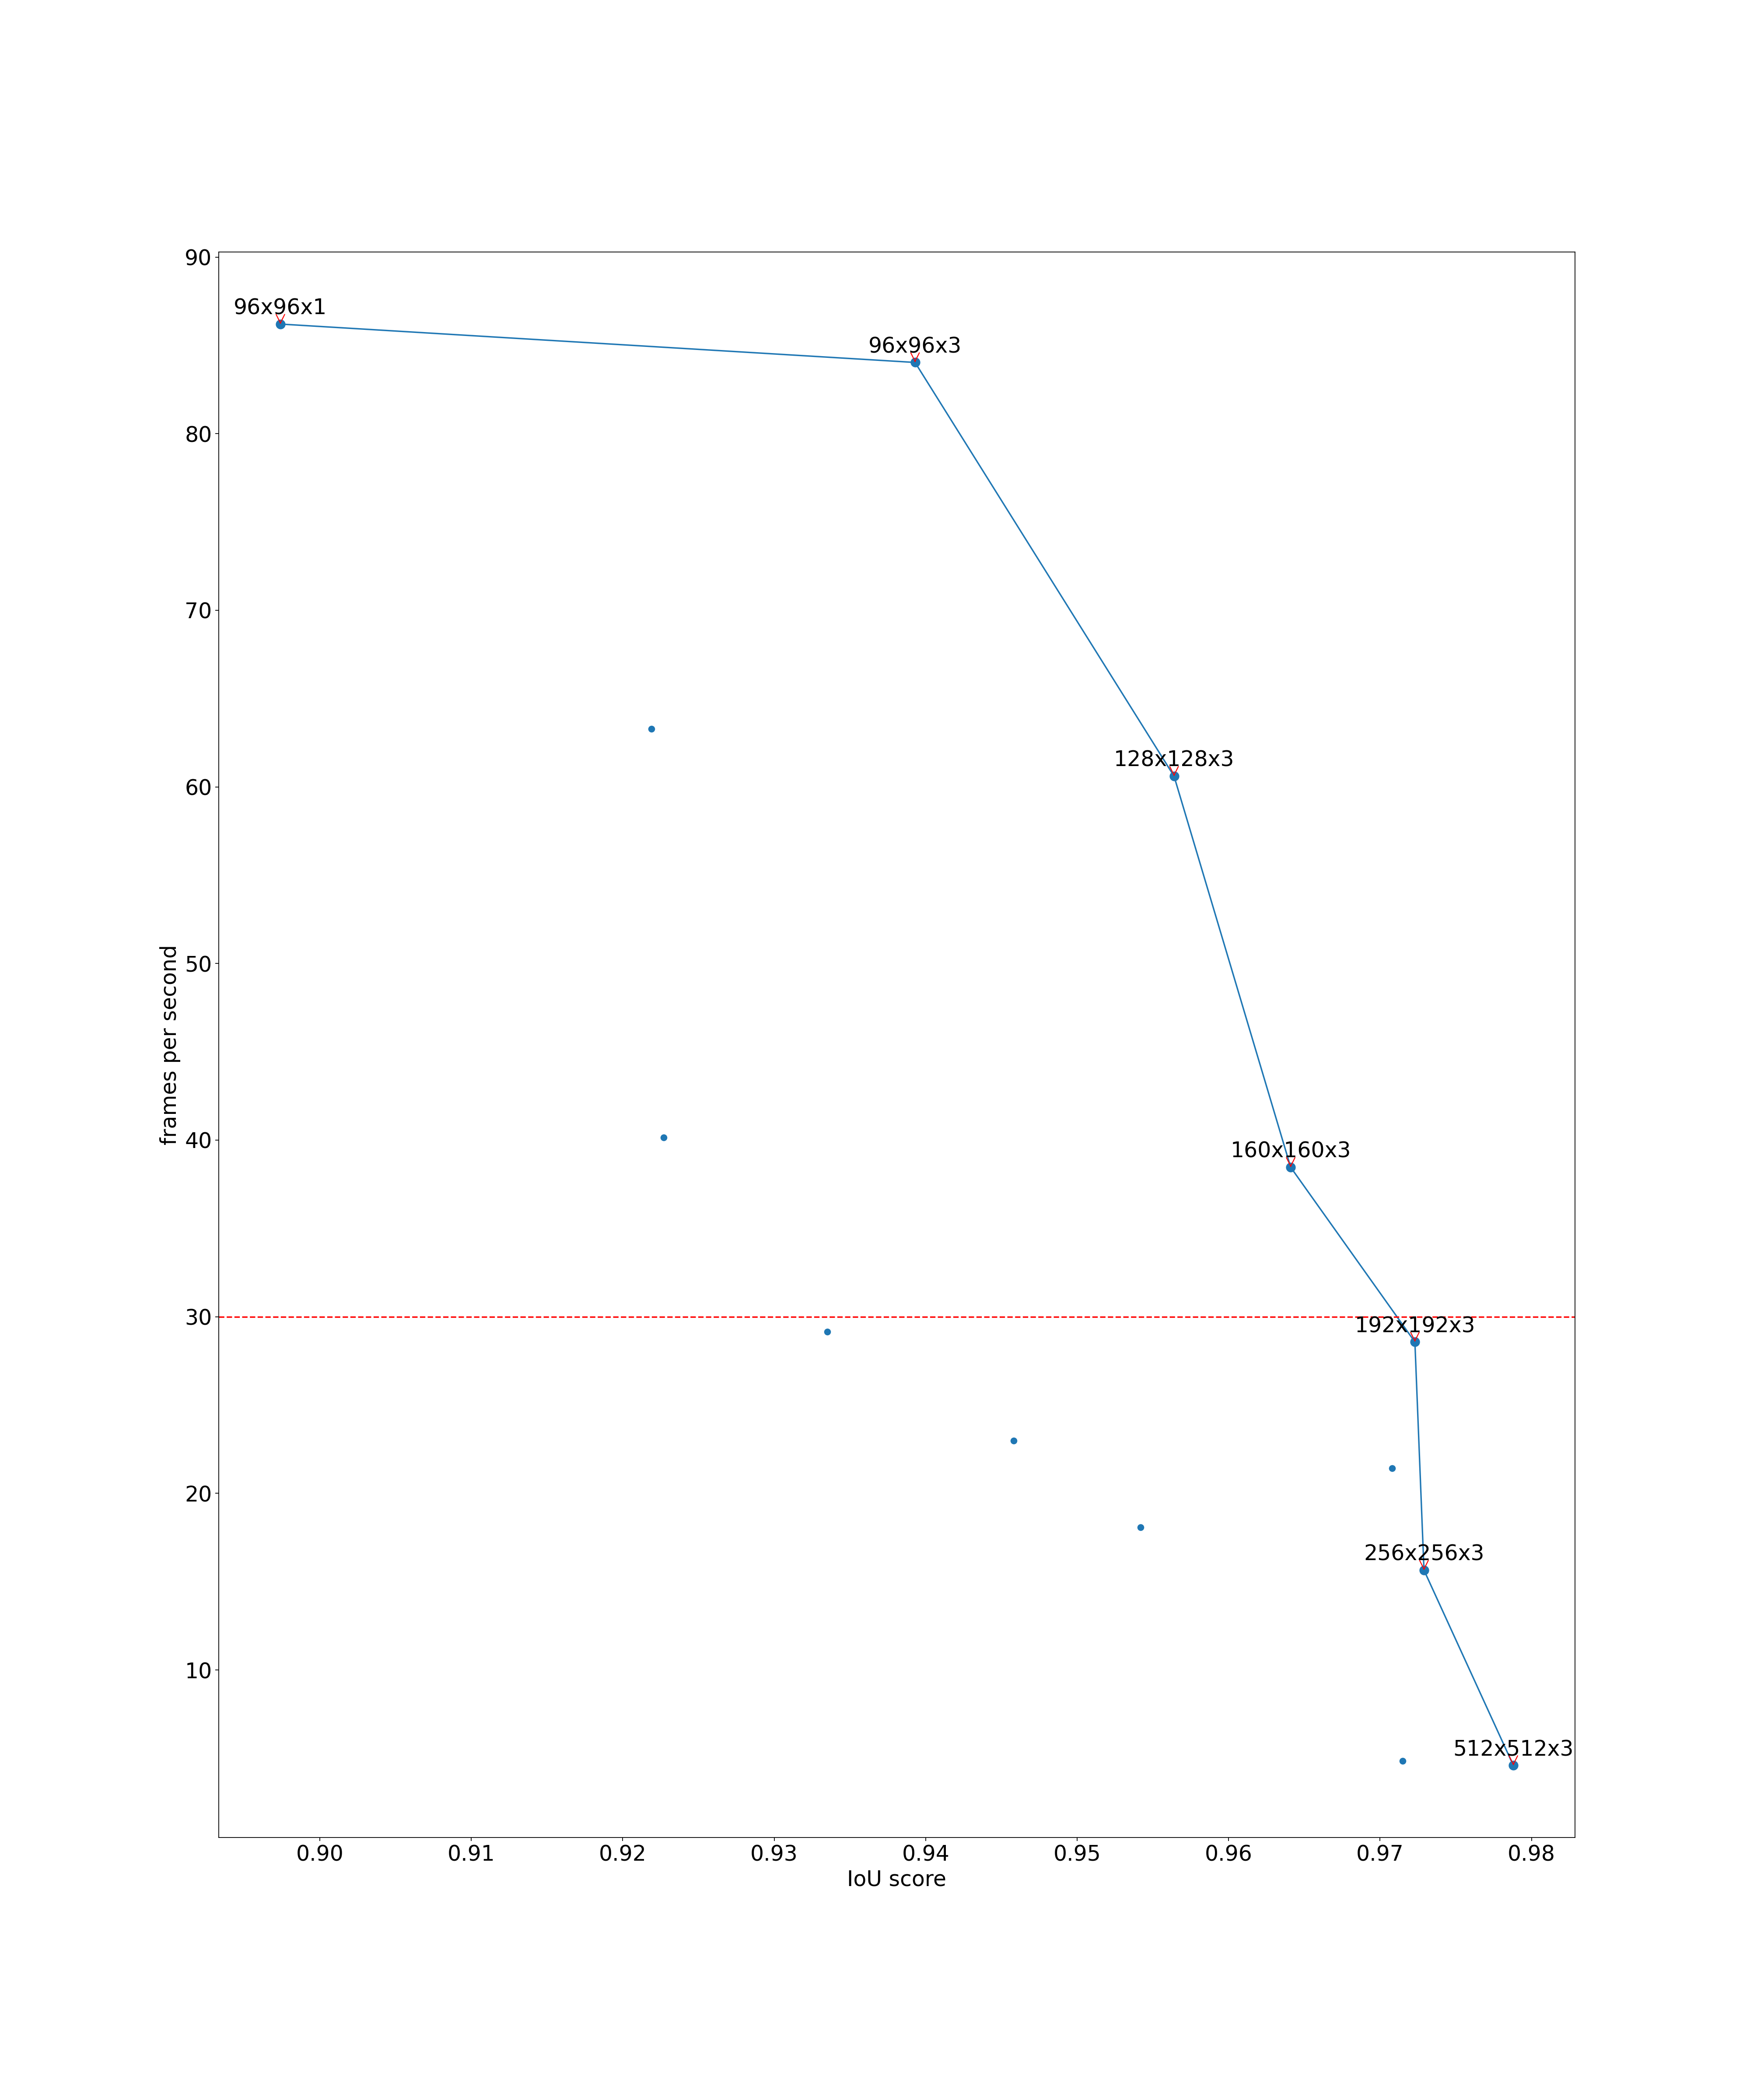 90
96x96x1
96x96x3
80
70
128x128x3
60
50
frames per second
40
160x160x3
30
192x192x3
20
256x256x3
10
512x512x3
0.90 0.91 0.92 0.93 0.94 0.95 0.96 0.97 0.98
IoU score